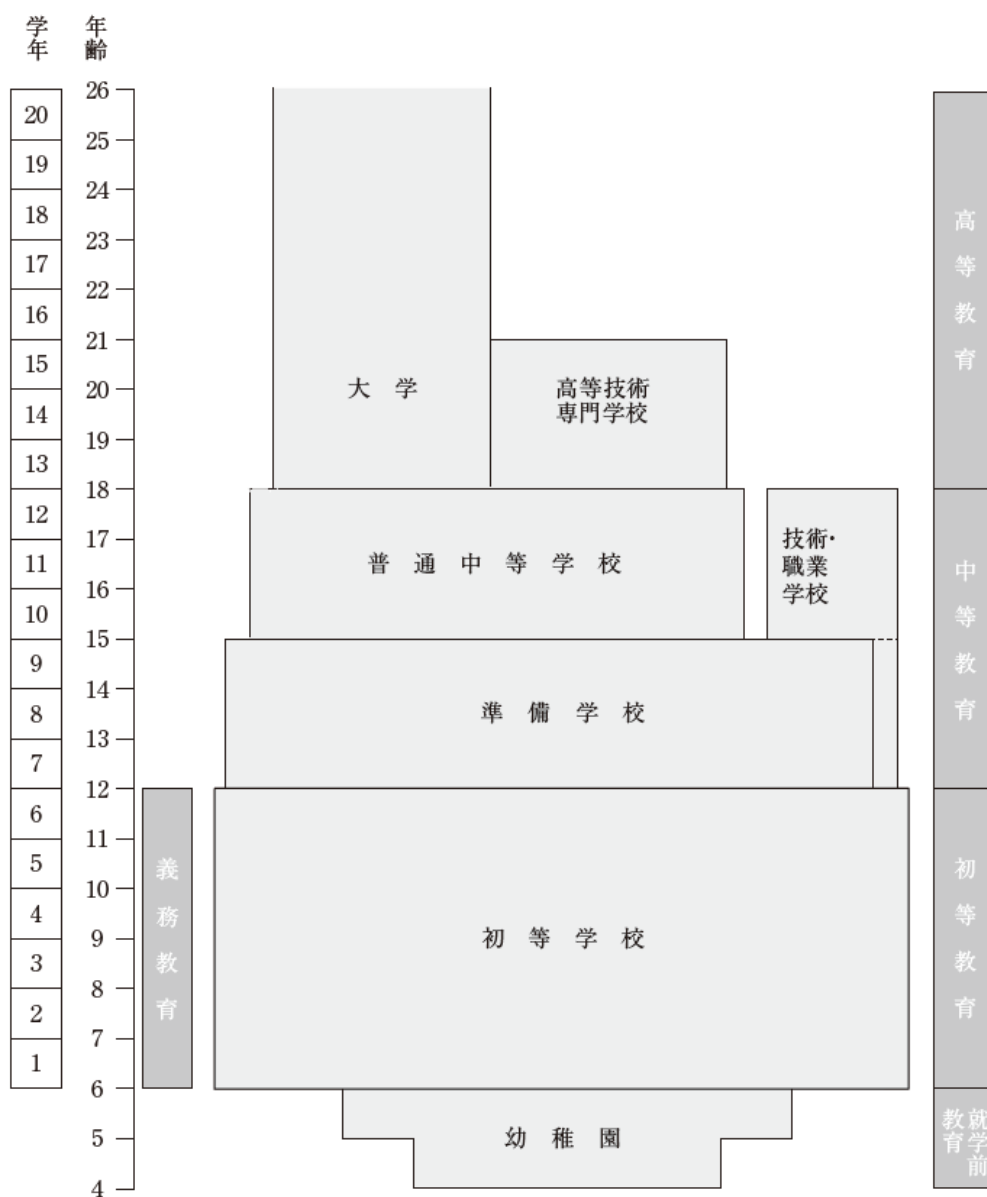 学年
年齢
26
20
25
19
24
18
23
17
22
16
21
15
20
14
19
13
18
12
17
11
16
10
15
9
14
8
13
7
12
6
11
5
10
4
9
3
8
2
7
1
6
5
4
義務教育
大学
高等技術
専門学校
普通中等学校
技術・
職業
学校
準備学校
初等学校
幼稚園
高等教育
中等教育
初等教育
就学前
教育